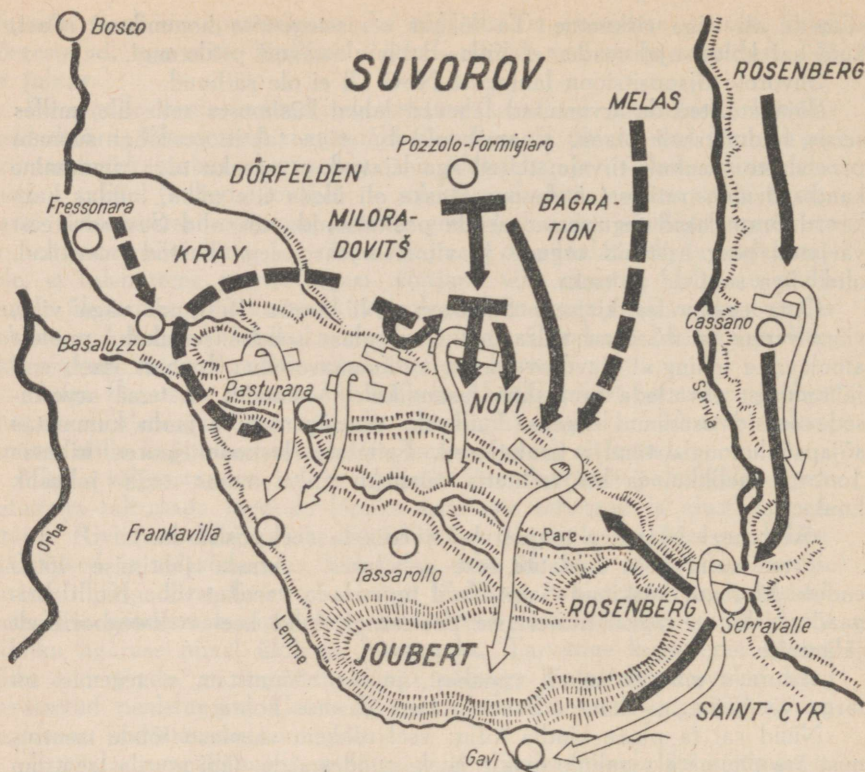 Bosco
SUVOROV
ROSENBERG
MELAS
Pozzolo-Formigiaro
DÖRFELDEN
Fressonara
MILORA-
DOVITŠ
BAGRA-
TION
KRAY
Cassano
Basaluzzo
Pasturana
NOVI
Serivia
Orba
Frankavilla
Tassarollo
Pare
ROSENBERG
Serravalle
Lemme
JOUBERT
SAINT-CYR
Gavi